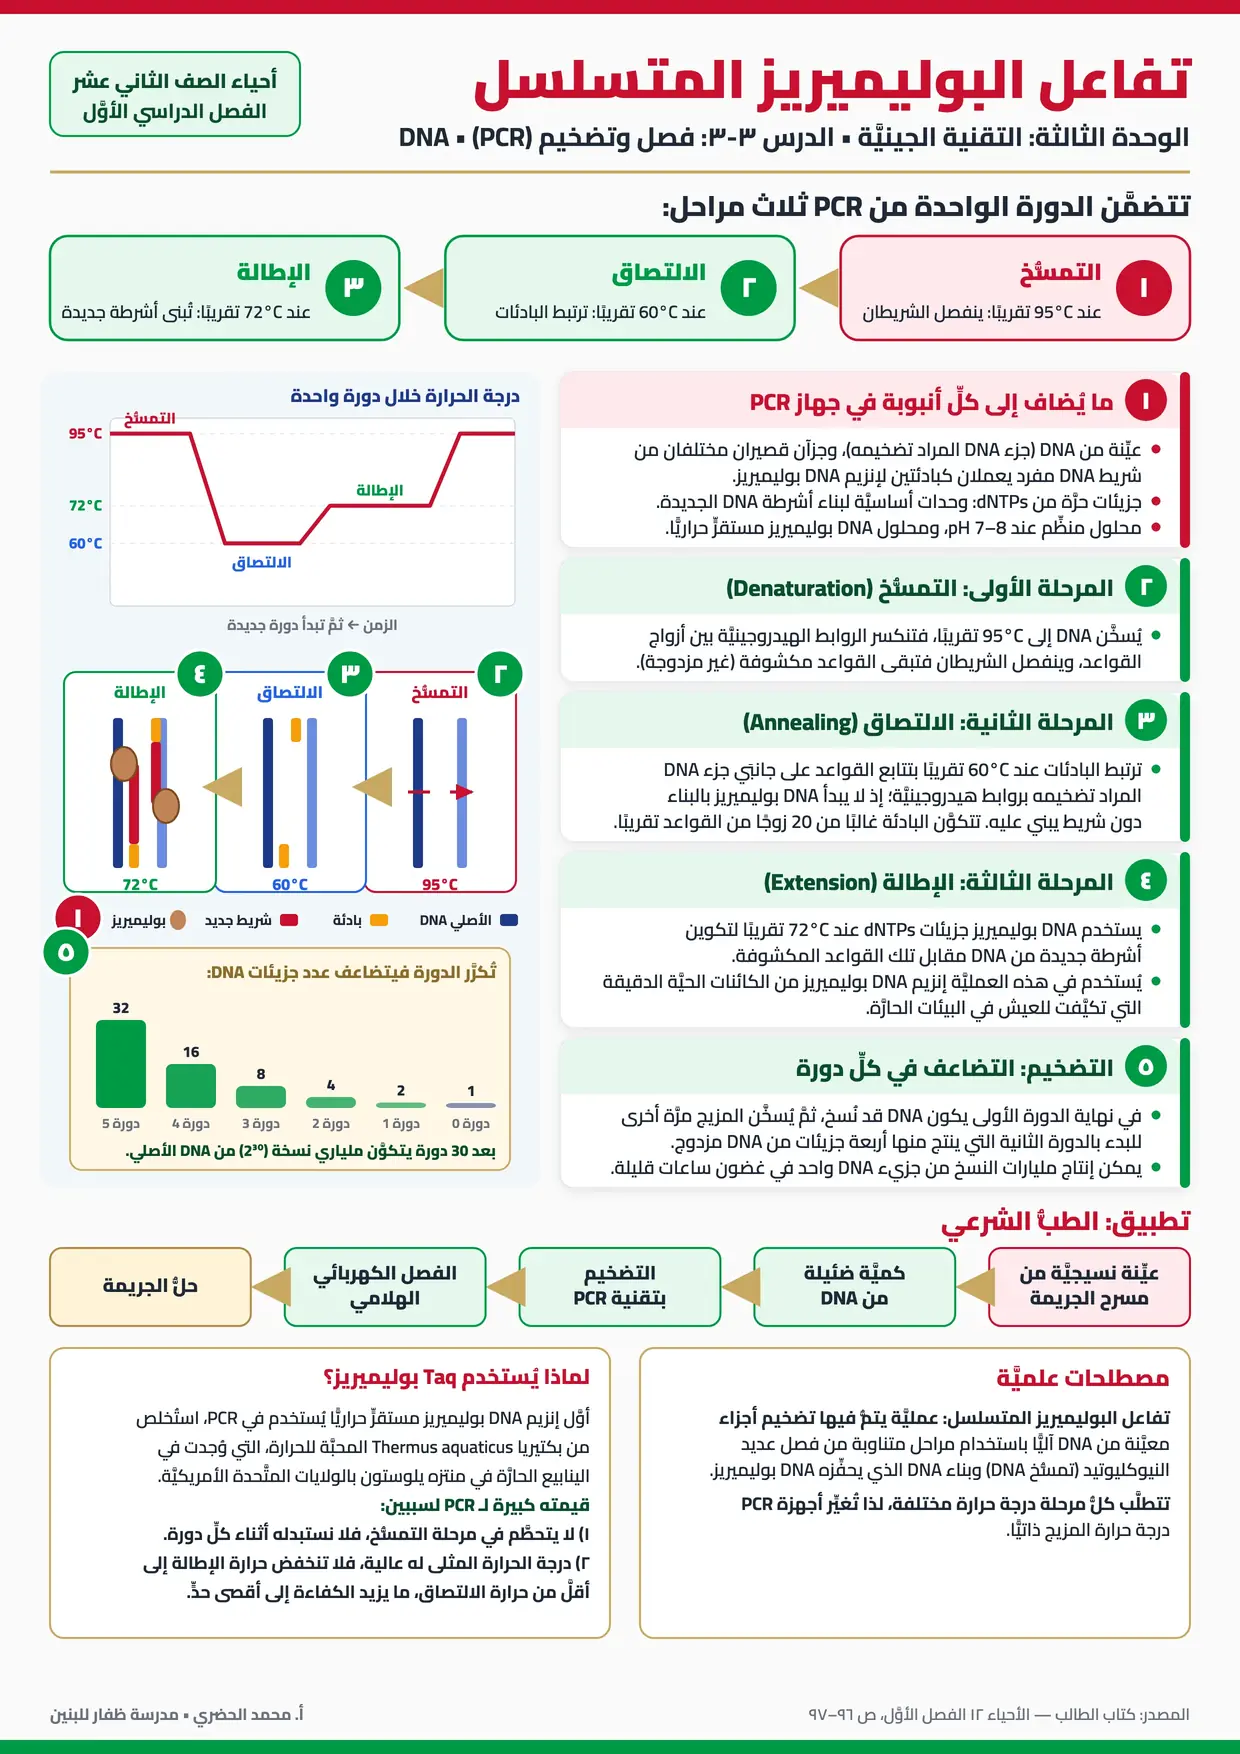 تفاعل البوليميريز المتسلسل
أحياء الصف الثاني عشر
الفصل الدراسي الأوَّل
الوحدة الثالثة: التقنية الجينيَّة ▪ الدرس ٣-٣: فصل وتضخيم DNA ▪ (PCR)
تتضمَّن الدورة الواحدة من PCR ثلاث مراحل:
١
التمسُّخ
عند 95°C تقريبًا: ينفصل الشريطان
٢
الالتصاق
عند 60°C تقريبًا: ترتبط البادئات
٣
الإطالة
عند 72°C تقريبًا: تُبنى أشرطة جديدة
١
ما يُضاف إلى كلِّ أنبوبة في جهاز PCR
عيِّنة من DNA (جزء DNA المراد تضخيمه)، وجزآن قصيران مختلفان من
شريط DNA مفرد يعملان كبادئتين لإنزيم DNA بوليميريز.
جزيئات حرَّة من dNTPs: وحدات أساسيَّة لبناء أشرطة DNA الجديدة.
محلول منظِّم عند pH 7–8، ومحلول DNA بوليميريز مستقرٍّ حراريًّا.
٢
المرحلة الأولى: التمسُّخ (Denaturation)
يُسخَّن DNA إلى 95°C تقريبًا، فتنكسر الروابط الهيدروجينيَّة بين أزواج
القواعد، وينفصل الشريطان فتبقى القواعد مكشوفة (غير مزدوجة).
٣
المرحلة الثانية: الالتصاق (Annealing)
ترتبط البادئات عند 60°C تقريبًا بتتابع القواعد على جانتي جزء DNA
المراد تضخيمه بروابط هيدروجينيَّة؛ إذ لا يبدأ DNA بوليميريز بالبناء
دون شريط يبني عليه. تتكوَّن البادئة غالبًا من 20 زوجًا من القواعد تقريبًا.
٤
المرحلة الثالثة: الإطالة (Extension)
يستخدم DNA بوليميريز جزيئات dNTPs عند 72°C تقريبًا لتكوين
أشرطة جديدة من DNA مقابل تلك القواعد المكشوفة.
يُستخدم في هذه العمليَّة إنزيم DNA بوليميريز من الكائنات الحيَّة الدقيقة
التي تكيَّفت للعيش في البيئات الحارَّة.
٥
التضخيم: التضاعف في كلِّ دورة
في نهاية الدورة الأولى يكون DNA قد نُسخ، ثمَّ يُسخَّن المزيج مرَّة أخرى
للبدء بالدورة الثانية التي ينتج منها أربعة جزيئات من DNA مزدوج.
يمكن إنتاج مليارات النسخ من جزيء DNA واحد في غضون ساعات قليلة.
درجة الحرارة خلال دورة واحدة
التمسُّخ
95°C
الإطالة
72°C
60°C
الالتصاق
الزمن ← ثمَّ تبدأ دورة جديدة
٢
التمسُّخ
95°C
٣
الالتصاق
60°C
٤
الإطالة
72°C
DNA الأصلي
بادئة
شريط جديد
بوليميريز
١
٥
تُكرَّر الدورة فيتضاعف عدد جزيئات DNA:
1
2
4
8
16
32
دورة 0
دورة 1
دورة 2
دورة 3
دورة 4
دورة 5
بعد 30 دورة يتكوَّن ملياري نسخة (2³⁰) من DNA الأصلي.
تطبيق: الطبُّ الشرعي
عيِّنة نسيجيَّة من
مسرح الجريمة
كميَّة ضئيلة
من DNA
التضخيم
بتقنية PCR
الفصل الكهربائي
الهلامي
حلُّ الجريمة
مصطلحات علميَّة
تفاعل البوليميريز المتسلسل: عمليَّة يتمُّ فيها تضخيم أجزاء
معيَّنة من DNA آليًّا باستخدام مراحل متناوبة من فصل عديد
النيوكليوتيد (تمسُّخ DNA) وبناء DNA الذي يحفِّزه DNA بوليميريز.
تتطلَّب كلُّ مرحلة درجة حرارة مختلفة، لذا تُغيِّر أجهزة PCR
درجة حرارة المزيج ذاتيًّا.
لماذا يُستخدم Taq بوليميريز؟
أوَّل إنزيم DNA بوليميريز مستقرٍّ حراريًّا يُستخدم في PCR، استُخلص
من بكتيريا Thermus aquaticus المحبَّة للحرارة، التي وُجدت في
الينابيع الحارَّة في منتزه يلوستون بالولايات المتَّحدة الأمريكيَّة.
قيمته كبيرة لـ PCR لسببين:
١) لا يتحطَّم في مرحلة التمسُّخ، فلا نستبدله أثناء كلِّ دورة.
٢) درجة الحرارة المثلى له عالية، فلا تنخفض حرارة الإطالة إلى
أقلَّ من حرارة الالتصاق، ما يزيد الكفاءة إلى أقصى حدٍّ.
المصدر: كتاب الطالب — الأحياء ١٢ الفصل الأوَّل، ص ٩٦–٩٧
أ. محمد الحضري ▪ مدرسة ظفار للبنين